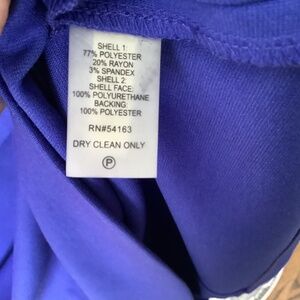 SHELL 1
77% POLYESTER
20% RAYON
3% SPANDEX
SHELL 2
SHELL FACE:
100% POLYURETHANE
BACKING
100% POLYESTER
RN#54163
DRY CLEAN ONLY
P